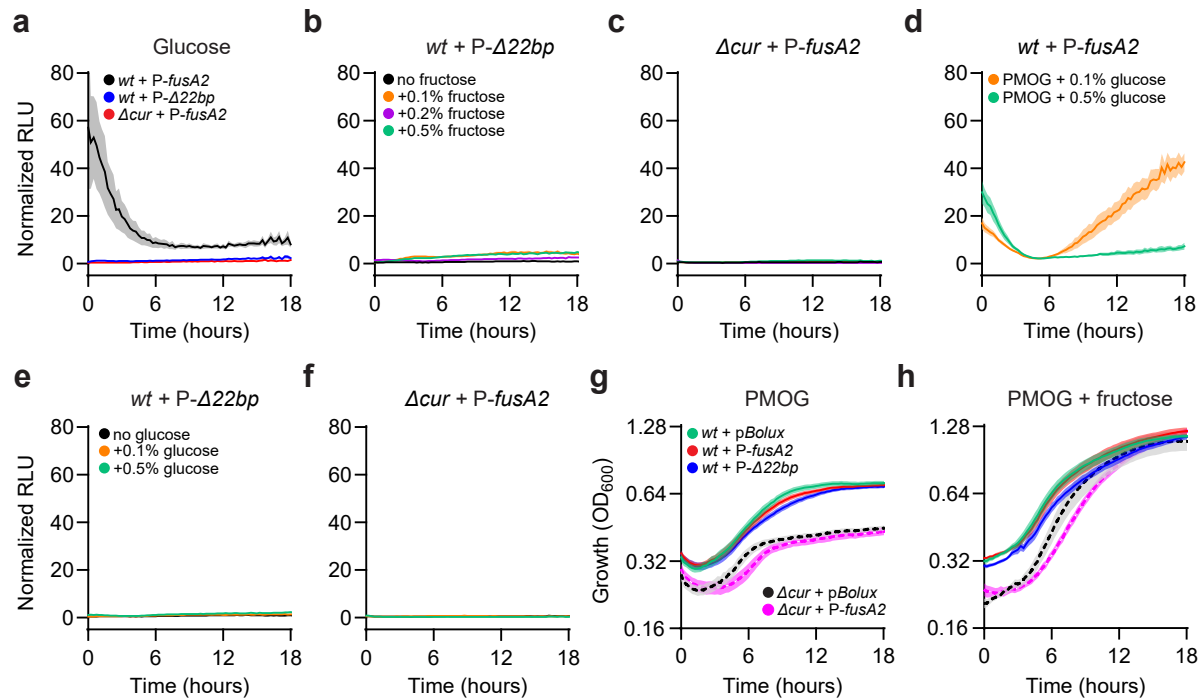 a
Glucose
Normalized RLU
80
60
40
20
0
wt + P-fusA2
wt + P-Δ22bp
Δcur + P-fusA2
0 6 12 18
Time (hours)
b
wt + P-Δ22bp
80
60
40
20
0
no fructose
+0.1% fructose
+0.2% fructose
+0.5% fructose
0 6 12 18
Time (hours)
c
Δcur + P-fusA2
80
60
40
20
0
0 6 12 18
Time (hours)
d
wt + P-fusA2
80
60
40
20
0
PMOG + 0.1% glucose
PMOG + 0.5% glucose
0 6 12 18
Time (hours)
e
wt + P-Δ22bp
Normalized RLU
80
60
40
20
0
no glucose
+0.1% glucose
+0.5% glucose
0 6 12 18
Time (hours)
f
Δcur + P-fusA2
80
60
40
20
0
0 6 12 18
Time (hours)
g
PMOG
Growth (OD600)
1.28
0.64
0.32
0.16
wt + pBolux
wt + P-fusA2
wt + P-Δ22bp
Δcur + pBolux
Δcur + P-fusA2
0 6 12 18
Time (hours)
h
PMOG + fructose
1.28
0.64
0.32
0.16
0 6 12 18
Time (hours)